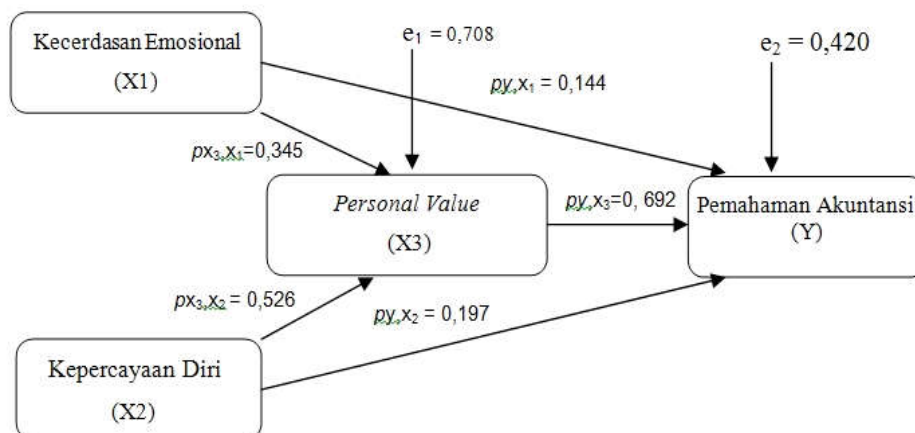 Kecerdasan Emosional
(X1)
e₁ = 0,708
e₂ = 0,420
py,x₁ = 0,144
px₃,x₁=0,345
Personal Value
(X3)
py,x₃=0, 692
Pemahaman Akuntansi
(Y)
px₃,x₂ = 0,526
py,x₂ = 0,197
Kepercayaan Diri
(X2)